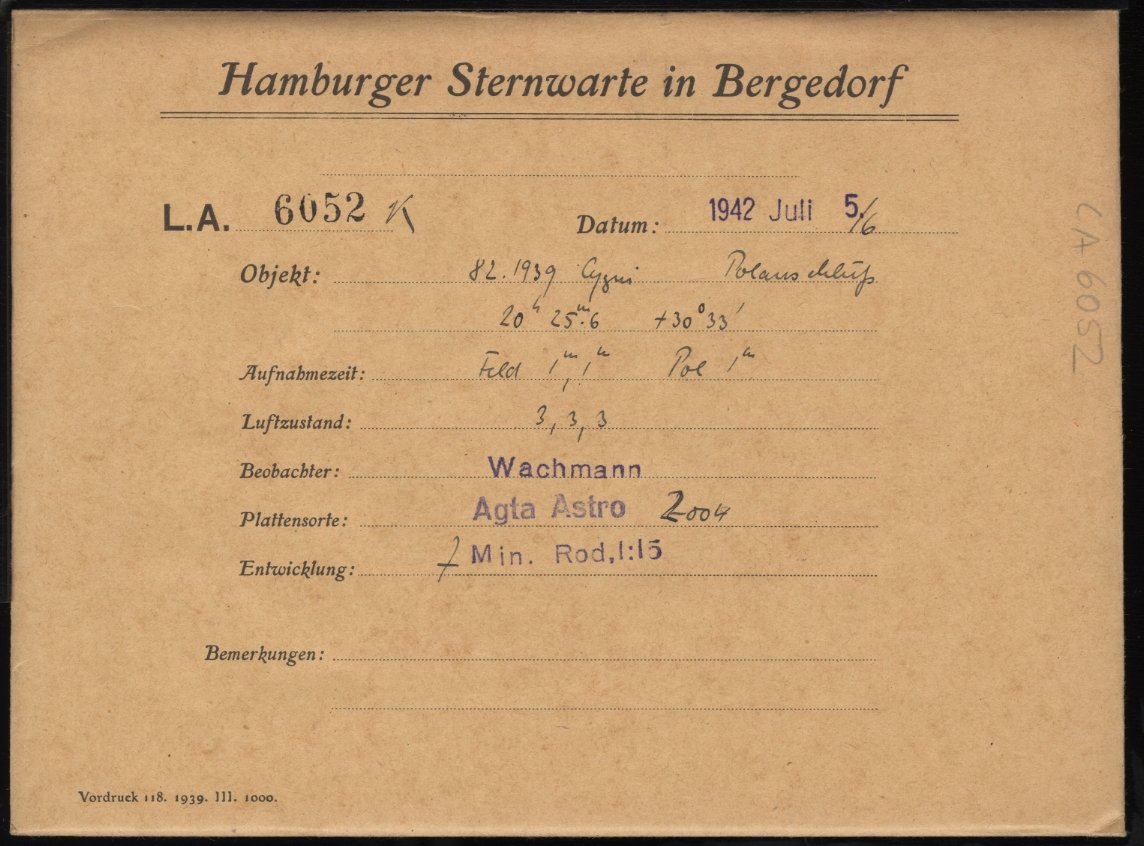 Hamburger Sternwarte in Bergedorf
L.A. 6052 K
Datum: 1942 Juli 5./6
Objekt: 82.1939 Cygni Polanschluß
20ʰ 25ᵐ.6 +30°33'
Aufnahmezeit: Feld 1ᵐ, 1ᵐ Pol 1ᵐ
Luftzustand: 3, 3, 3
Beobachter: Wachmann
Plattensorte: Agfa Astro 2004
Entwicklung: 7 Min. Rod, 1:15
Bemerkungen:
Vordruck 118. 1939. III. 1000.
LA 6052